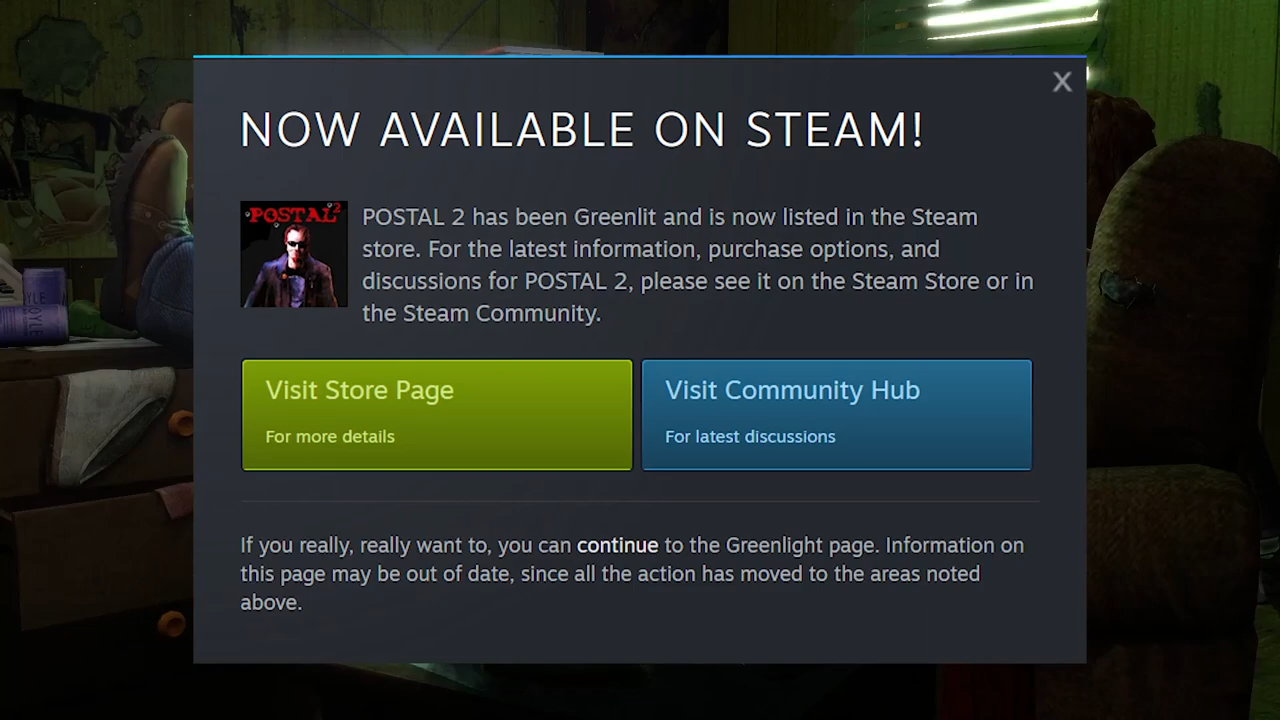 NOW AVAILABLE ON STEAM!
X
POSTAL 2
POSTAL 2 has been Greenlit and is now listed in the Steam
store. For the latest information, purchase options, and
discussions for POSTAL 2, please see it on the Steam Store or in
the Steam Community.
Visit Store Page
For more details
Visit Community Hub
For latest discussions
If you really, really want to, you can continue to the Greenlight page. Information on
this page may be out of date, since all the action has moved to the areas noted
above.